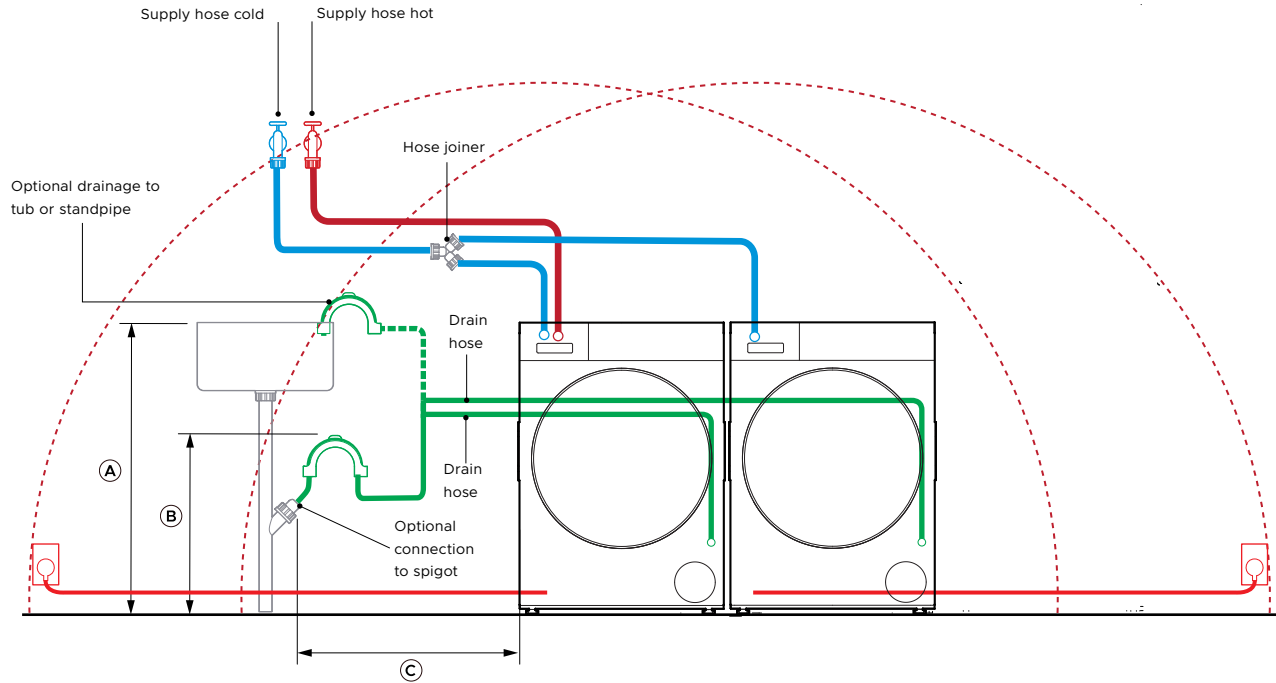 Supply hose cold
Supply hose hot
Hose joiner
Optional drainage to
tub or standpipe
Drain
hose
A
B
Drain
hose
Optional
connection
to spigot
C